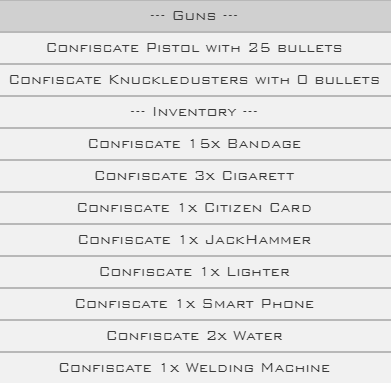 --- Guns ---
Confiscate Pistol with 25 bullets
Confiscate Knuckledusters with 0 bullets
--- Inventory ---
Confiscate 15x Bandage
Confiscate 3x Cigarett
Confiscate 1x Citizen Card
Confiscate 1x JackHammer
Confiscate 1x Lighter
Confiscate 1x Smart Phone
Confiscate 2x Water
Confiscate 1x Welding Machine